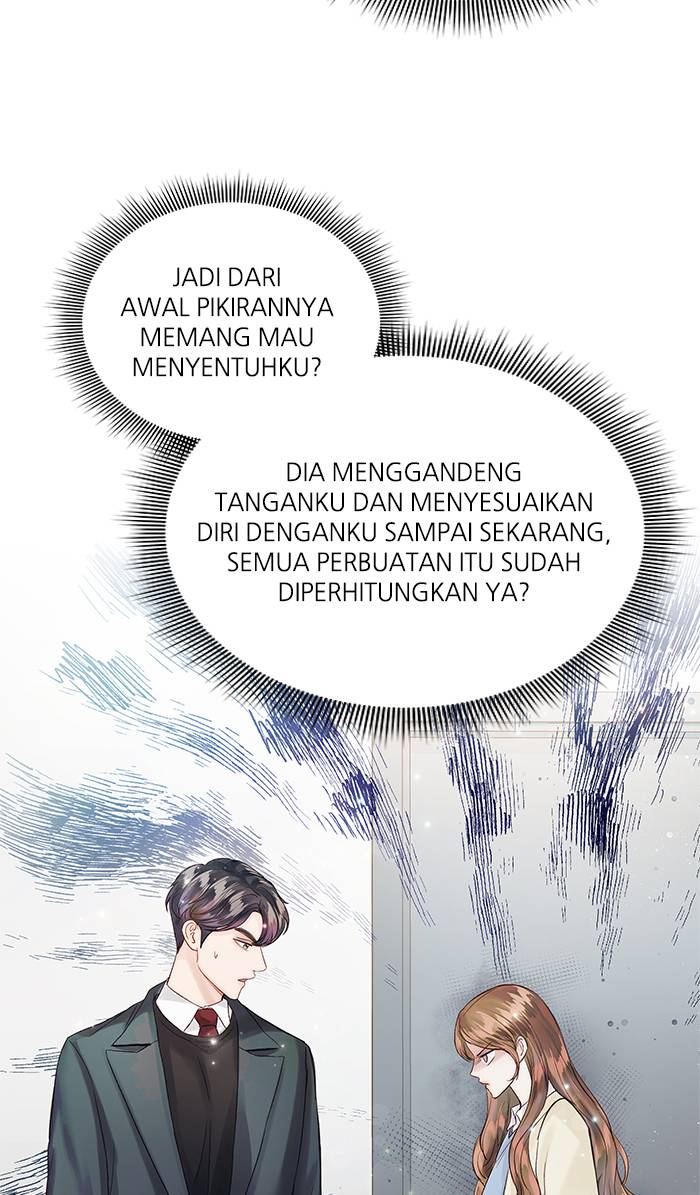 JADI DARI
AWAL PIKIRANNYA
MEMANG MAU
MENYENTUHKU?
DIA MENGGANDENG
TANGANKU DAN MENYESUAIKAN
DIRI DENGANKU SAMPAI SEKARANG,
SEMUA PERBUATAN ITU SUDAH
DIPERHITUNGKAN YA?